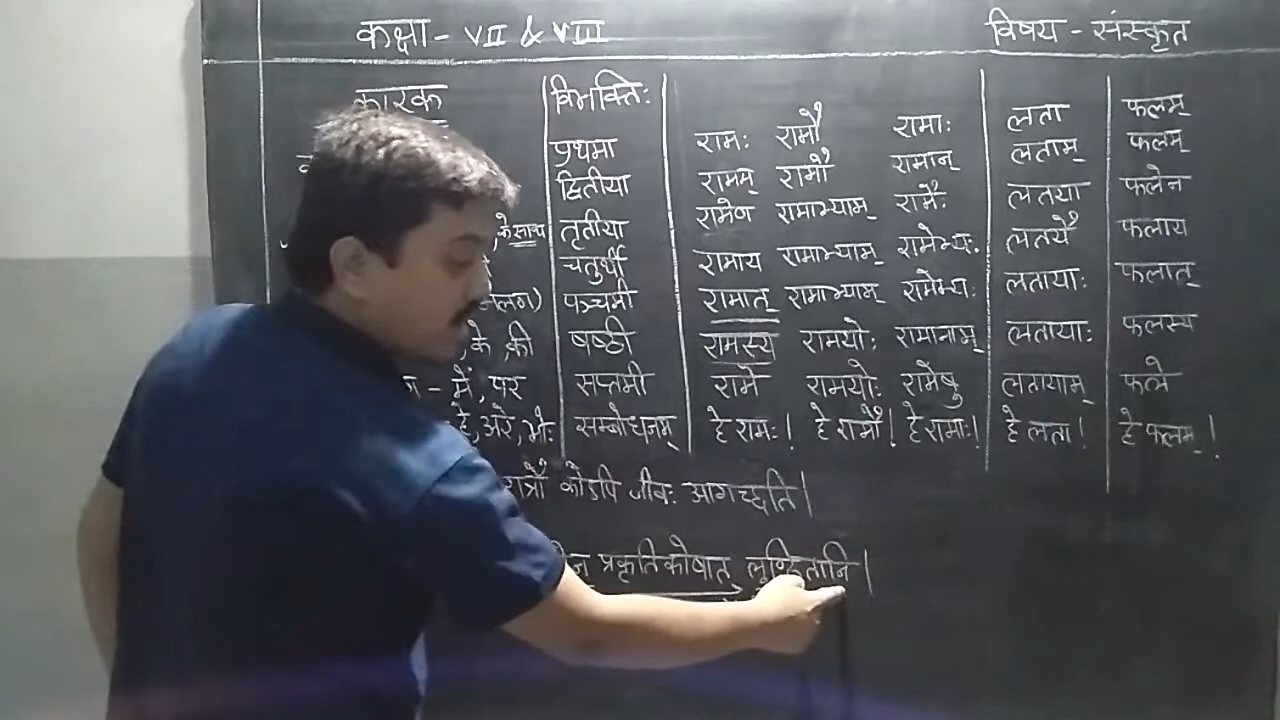 कक्षा - VII & VIII विषय - संस्कृत
कारक विभक्तिः
प्रथमा रामः रामौ रामाः लता फलम्
द्वितीया रामम् रामौ रामान् लताम् फलम्
, के साथ तृतीया रामेण रामाभ्याम् रामैः लतया फलेन
चतुर्थी रामाय रामाभ्याम् रामेभ्यः लतायै फलाय
पञ्चमी रामात् रामाभ्याम् रामेभ्यः लतायाः फलात्
, के, की षष्ठी रामस्य रामयोः रामानाम् लतायाः फलस्य
- में, पर सप्तमी रामे रामयोः रामेषु लतायाम् फले
हे, अरे, भोः सम्बोधनम् हे रामः! हे रामौ! हे रामाः! हे लता! हे फलम्!
रात्रौ कोऽपि जीवः आगच्छति|
प्रकृतिकोषात् लुण्ठितानि|